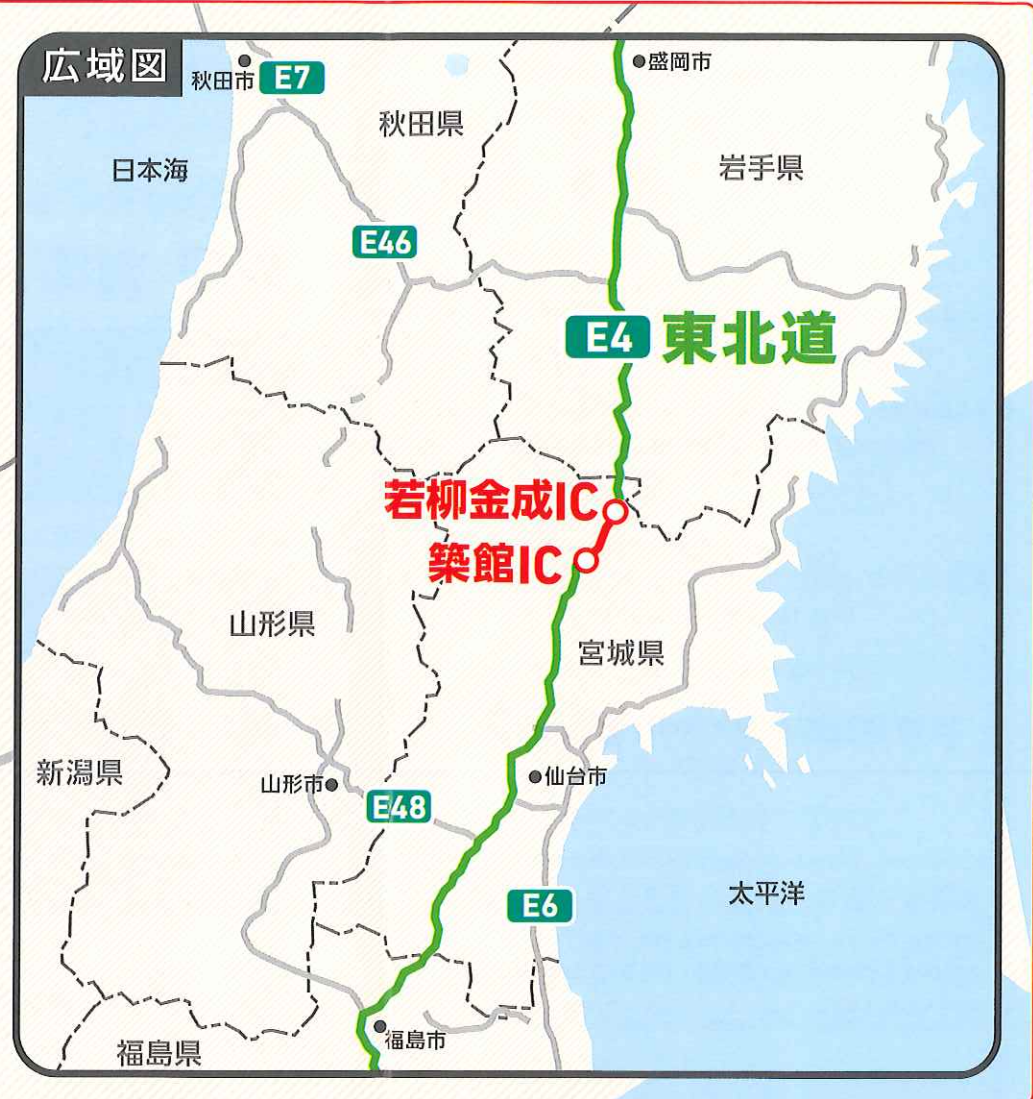 広域図
秋田市
E7
盛岡市
秋田県
日本海
岩手県
E46
E4 東北道
若柳金成IC
築館IC
山形県
宮城県
新潟県
山形市
仙台市
E48
E6
太平洋
福島市
福島県